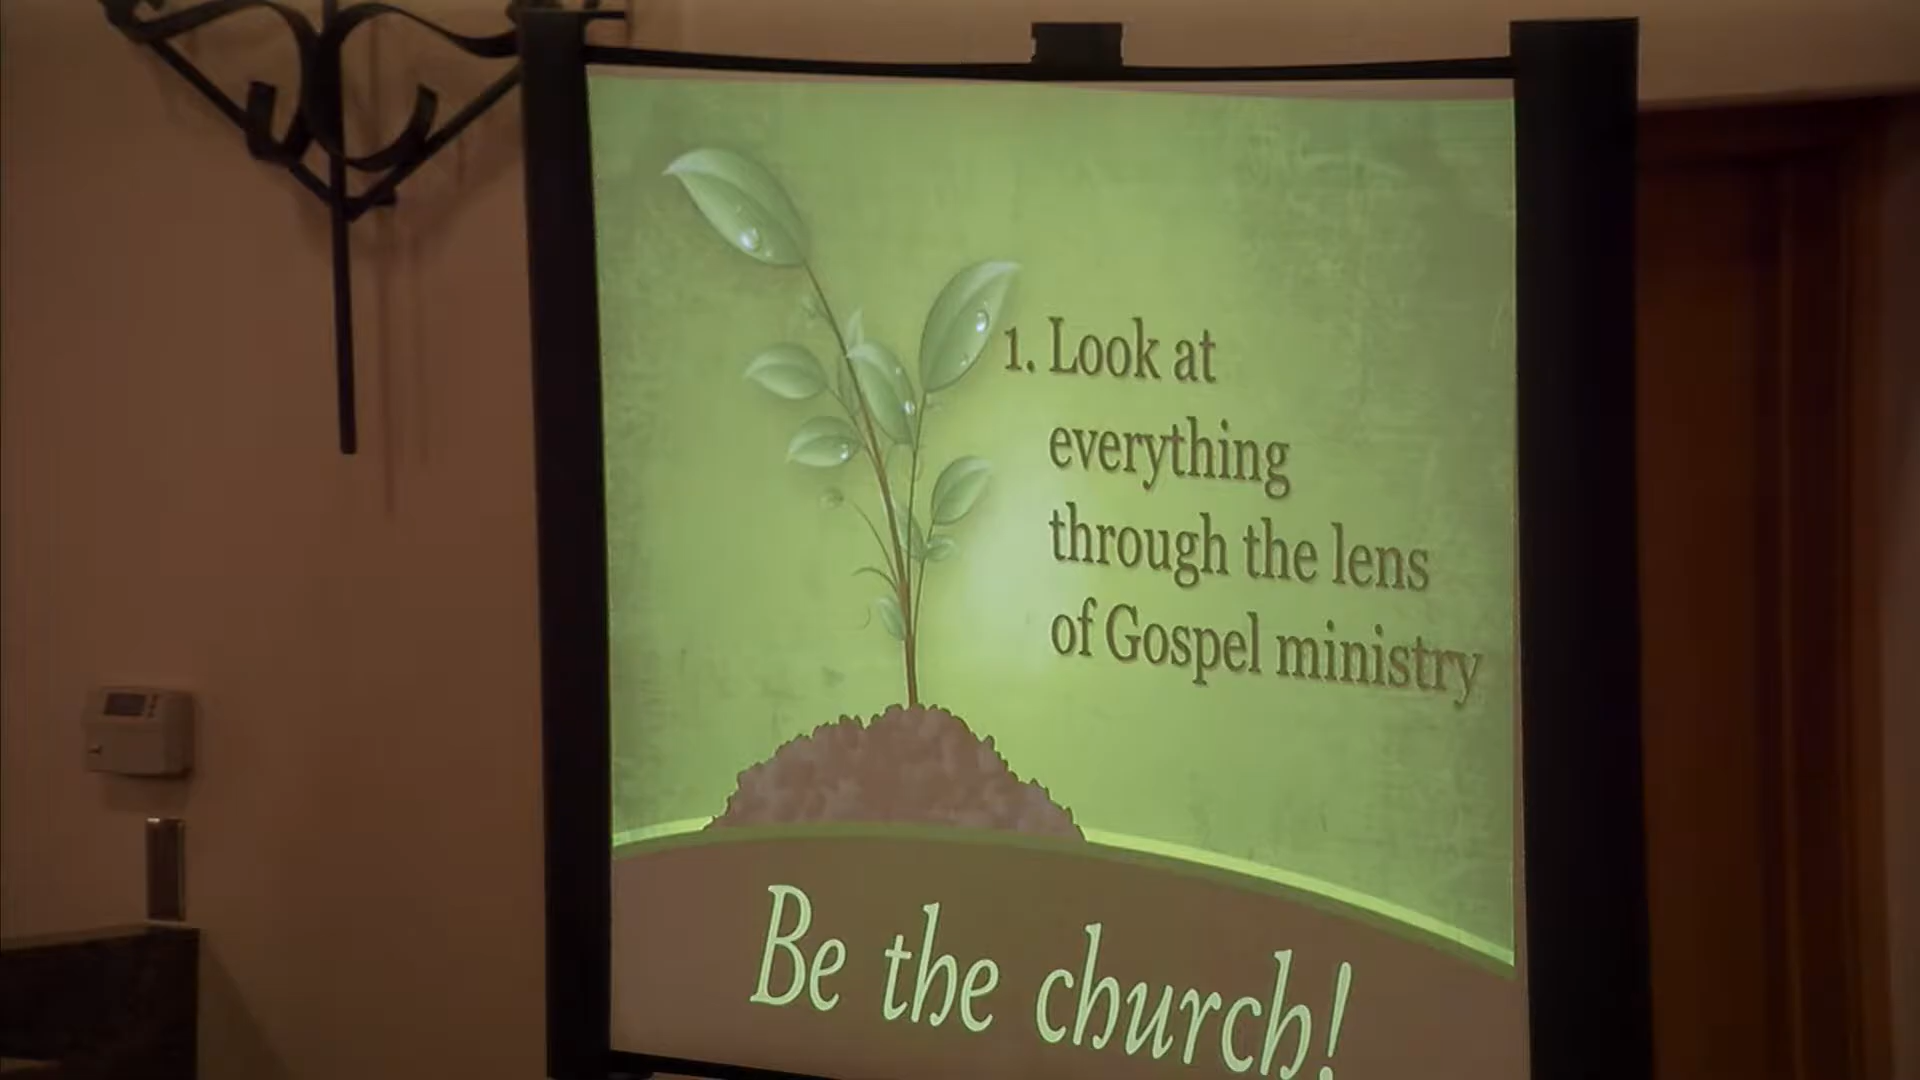 1. Look at
everything
through the lens
of Gospel ministry
Be the church!